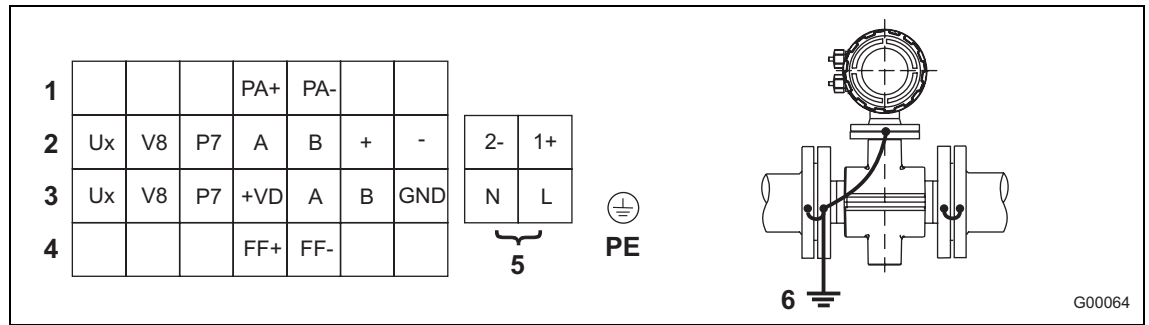 1 PA+ PA-
2 Ux V8 P7 A B + - 2- 1+
3 Ux V8 P7 +VD A B GND N L
4 FF+ FF-
5
PE
6
G00064